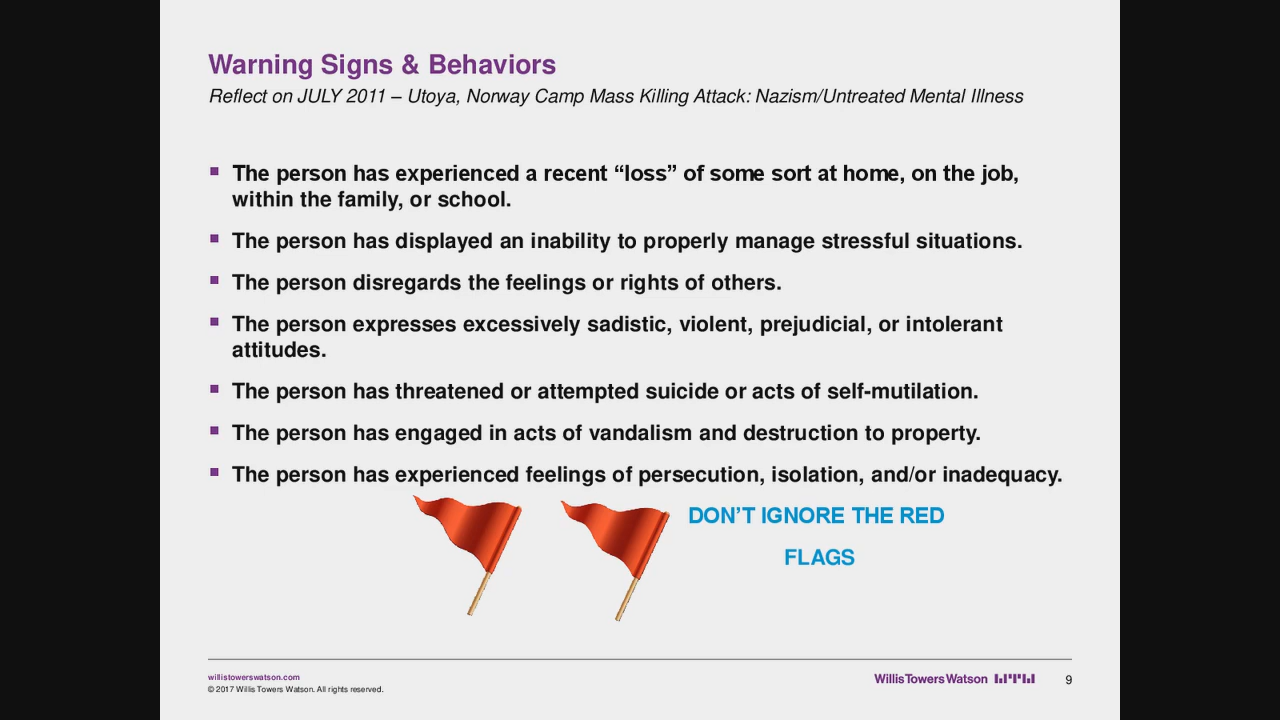 Warning Signs & Behaviors
Reflect on JULY 2011 – Utoya, Norway Camp Mass Killing Attack: Nazism/Untreated Mental Illness
The person has experienced a recent “loss” of some sort at home, on the job,
within the family, or school.
The person has displayed an inability to properly manage stressful situations.
The person disregards the feelings or rights of others.
The person expresses excessively sadistic, violent, prejudicial, or intolerant
attitudes.
The person has threatened or attempted suicide or acts of self-mutilation.
The person has engaged in acts of vandalism and destruction to property.
The person has experienced feelings of persecution, isolation, and/or inadequacy.
DON’T IGNORE THE RED
FLAGS
willistowerswatson.com
© 2017 Willis Towers Watson. All rights reserved.
WillisTowersWatson
9